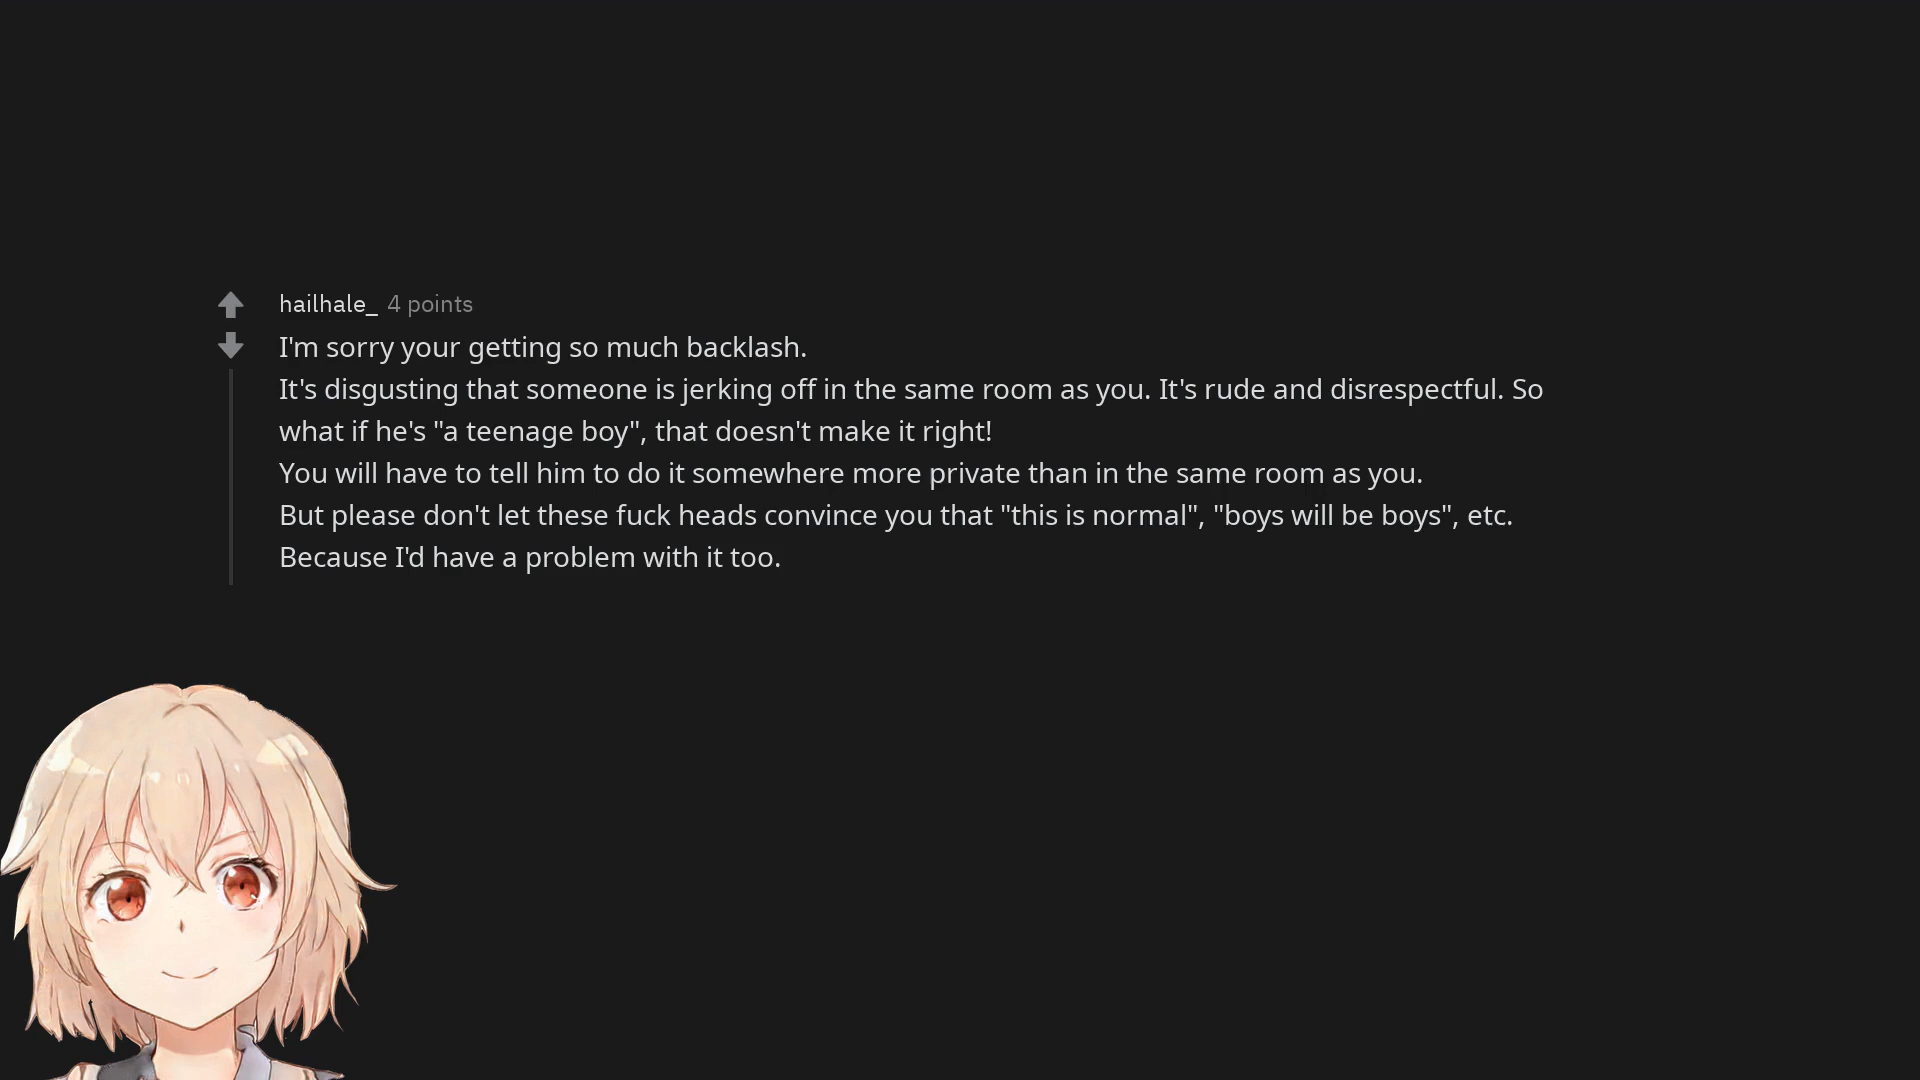 hailhale_ 4 points
I'm sorry your getting so much backlash.
It's disgusting that someone is jerking off in the same room as you. It's rude and disrespectful. So
what if he's "a teenage boy", that doesn't make it right!
You will have to tell him to do it somewhere more private than in the same room as you.
But please don't let these fuck heads convince you that "this is normal", "boys will be boys", etc.
Because I'd have a problem with it too.